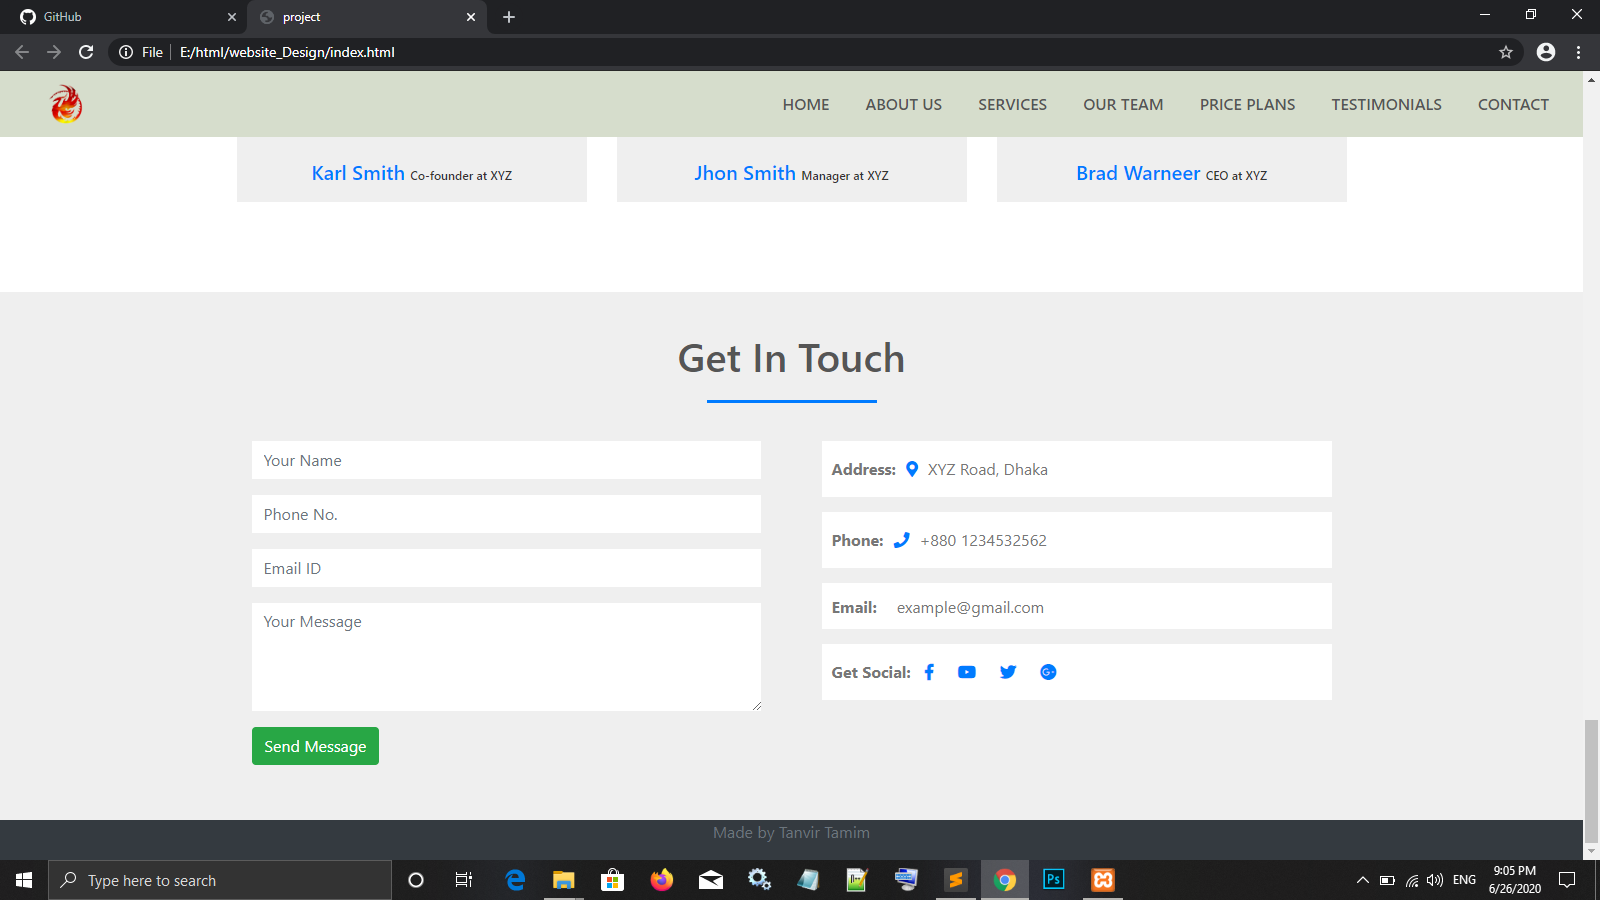 GitHub
project
File
E:/html/website_Design/index.html
HOME
ABOUT US
SERVICES
OUR TEAM
PRICE PLANS
TESTIMONIALS
CONTACT
Karl Smith Co-founder at XYZ
Jhon Smith Manager at XYZ
Brad Warneer CEO at XYZ
Get In Touch
Your Name
Phone No.
Email ID
Your Message
Send Message
Address: XYZ Road, Dhaka
Phone: +880 1234532562
Email: example@gmail.com
Get Social:
Made by Tanvir Tamim
Type here to search
Ps
ENG
9:05 PM
6/26/2020